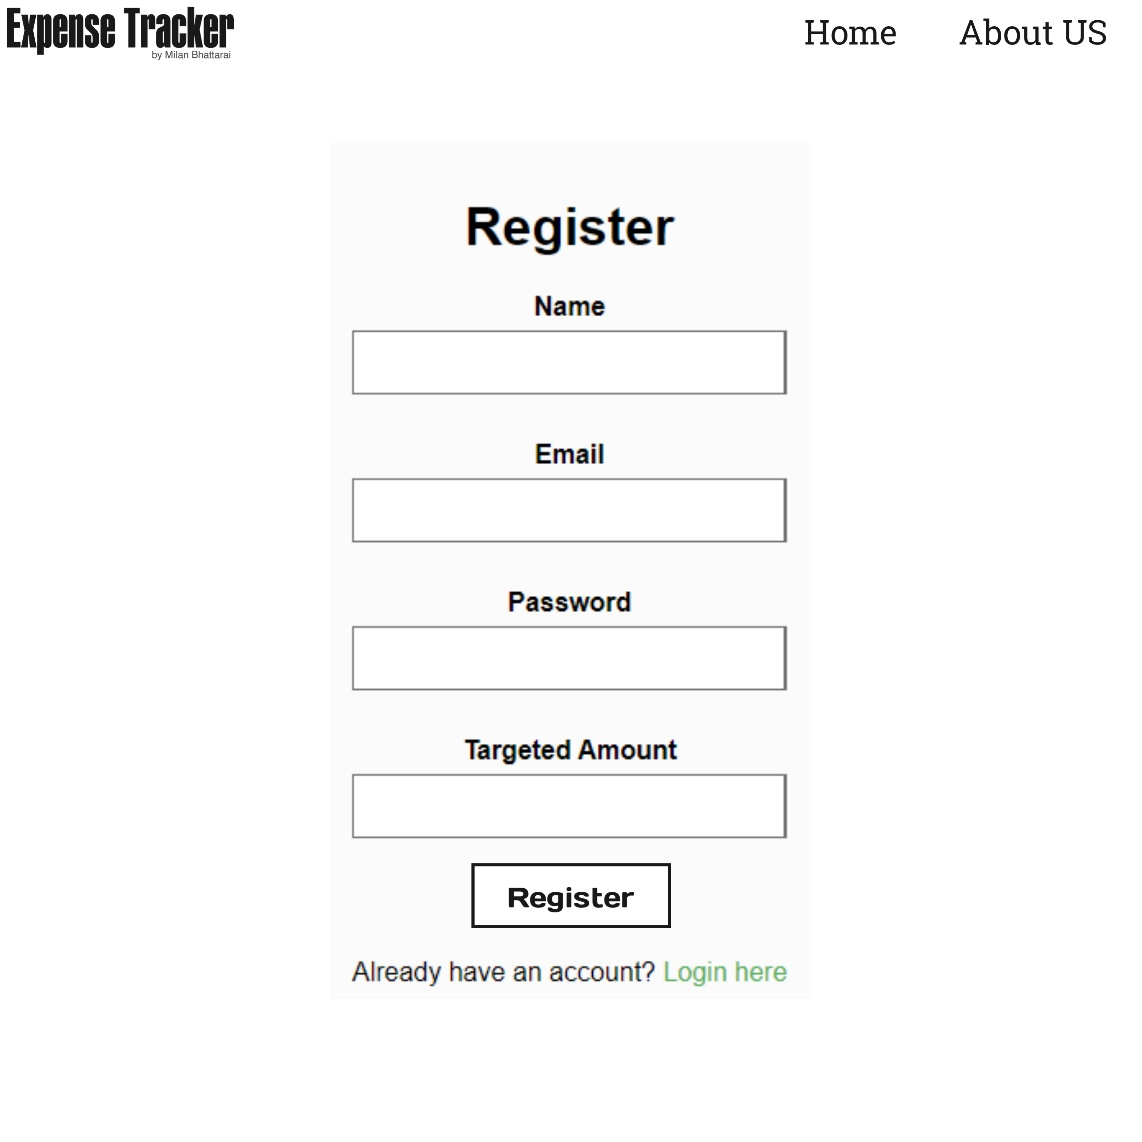 Expense Tracker
by Milan Bhattarai
Home
About US
Register
Name
Email
Password
Targeted Amount
Register
Already have an account? Login here